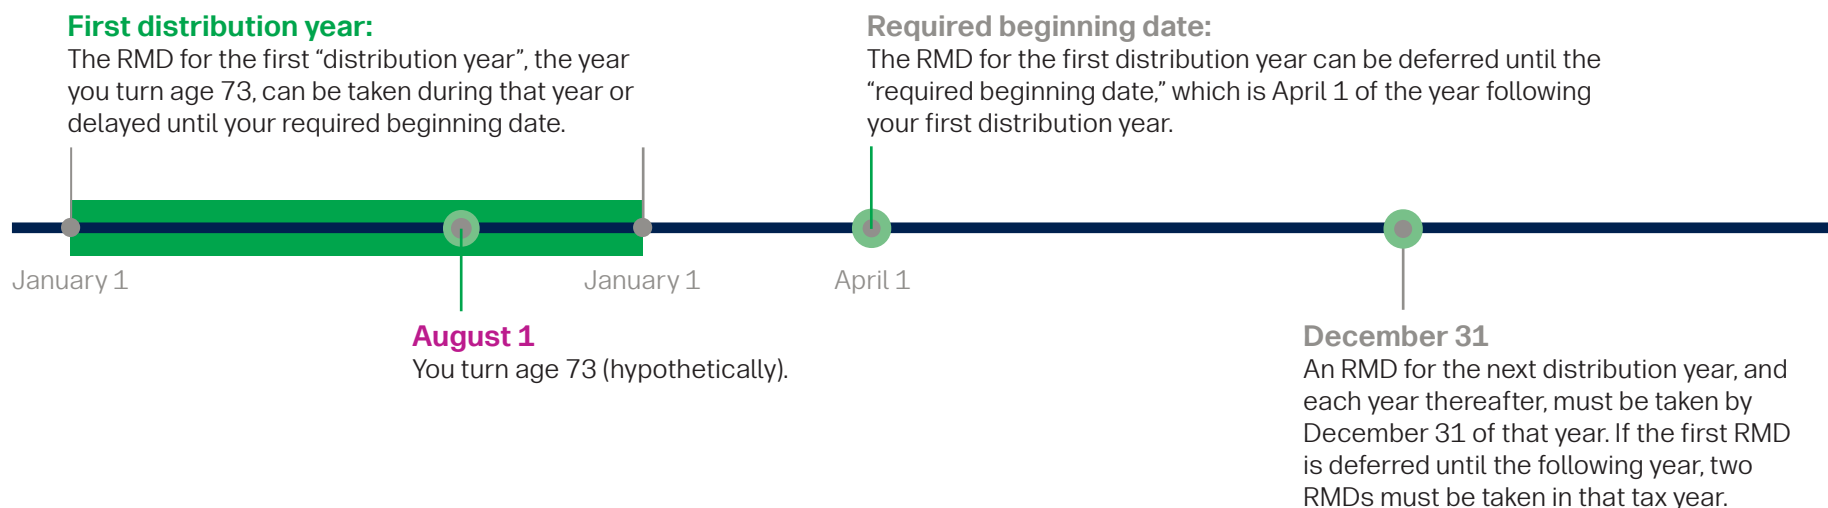 First distribution year:
The RMD for the first “distribution year”, the year
you turn age 73, can be taken during that year or
delayed until your required beginning date.
Required beginning date:
The RMD for the first distribution year can be deferred until the
“required beginning date,” which is April 1 of the year following
your first distribution year.
January 1
January 1
April 1
August 1
You turn age 73 (hypothetically).
December 31
An RMD for the next distribution year, and
each year thereafter, must be taken by
December 31 of that year. If the first RMD
is deferred until the following year, two
RMDs must be taken in that tax year.